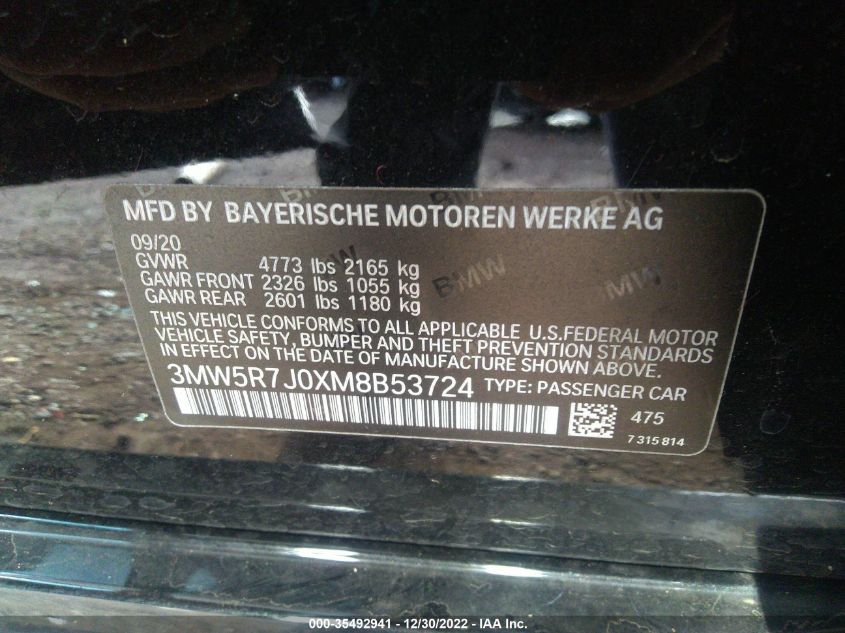 MFD BY BAYERISCHE MOTOREN WERKE AG
09/20
GVWR 4773 lbs 2165 kg
GAWR FRONT 2326 lbs 1055 kg
GAWR REAR 2601 lbs 1180 kg
THIS VEHICLE CONFORMS TO ALL APPLICABLE U.S.FEDERAL MOTOR
VEHICLE SAFETY, BUMPER AND THEFT PREVENTION STANDARDS
IN EFFECT ON THE DATE OF MANUFACTURE SHOWN ABOVE.
3MW5R7J0XM8B53724 TYPE: PASSENGER CAR
475
7 315 814
000-35492941 - 12/30/2022 - IAA Inc.